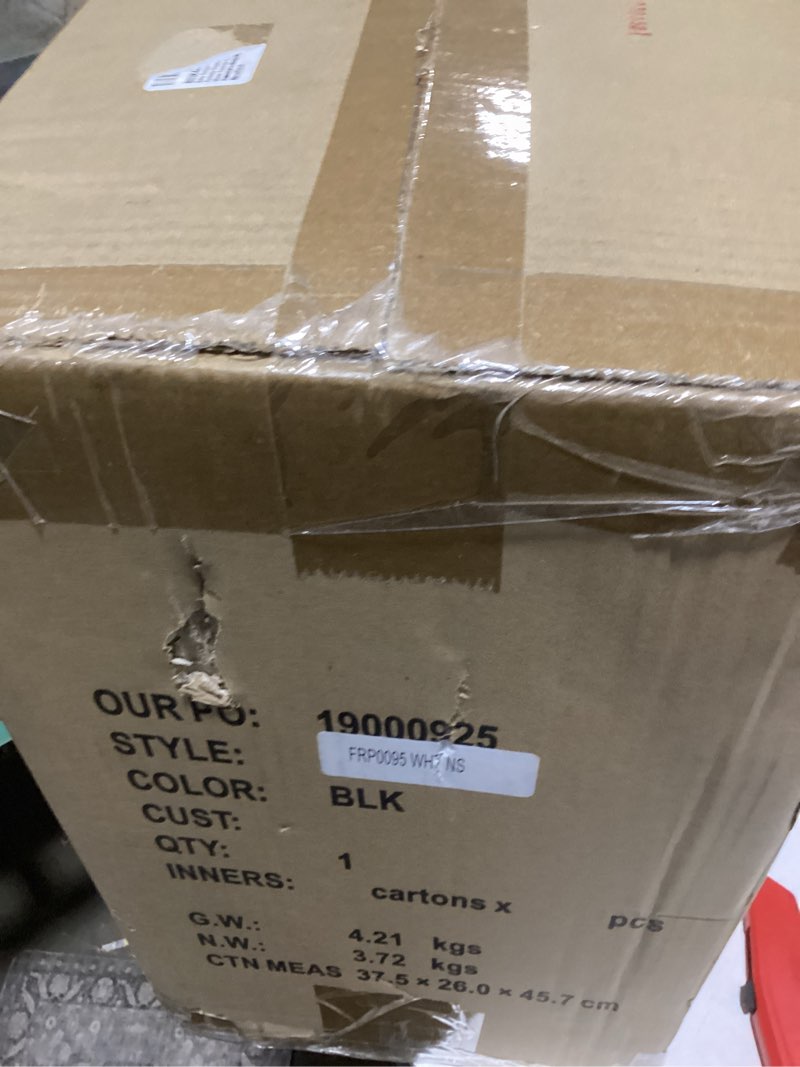 OUR PO: 19000925
STYLE: FRP0095 NS
COLOR: BLK
CUST:
QTY: 1
INNERS: cartons x pcs
G.W.: 4.21 kgs
N.W.: 3.72 kgs
CTN MEAS 37.5 × 26.0 × 45.7 cm